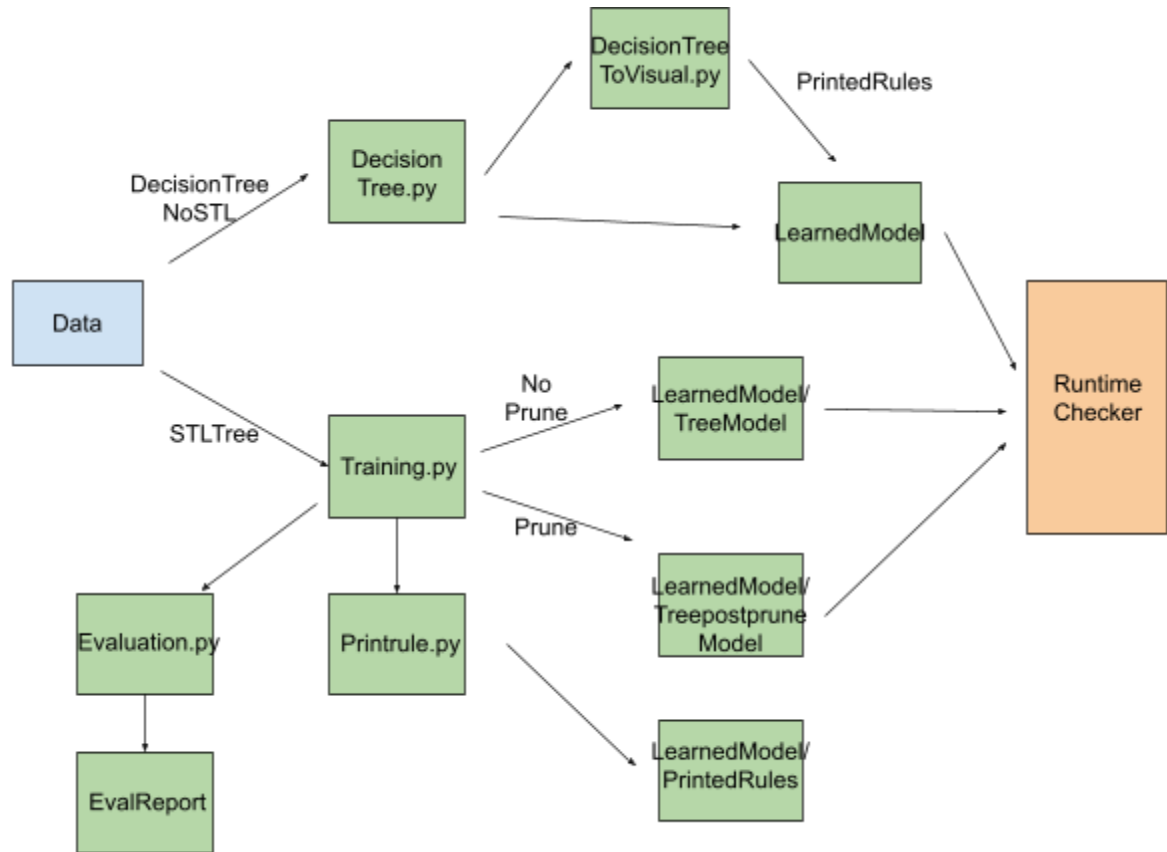 DecisionTree
ToVisual.py
PrintedRules
Decision
Tree.py
DecisionTree
NoSTL
LearnedModel
Data
Runtime
Checker
No
Prune
LearnedModel/
TreeModel
STLTree
Training.py
Prune
LearnedModel/
Treepostprune
Model
Evaluation.py
Printrule.py
LearnedModel/
PrintedRules
EvalReport